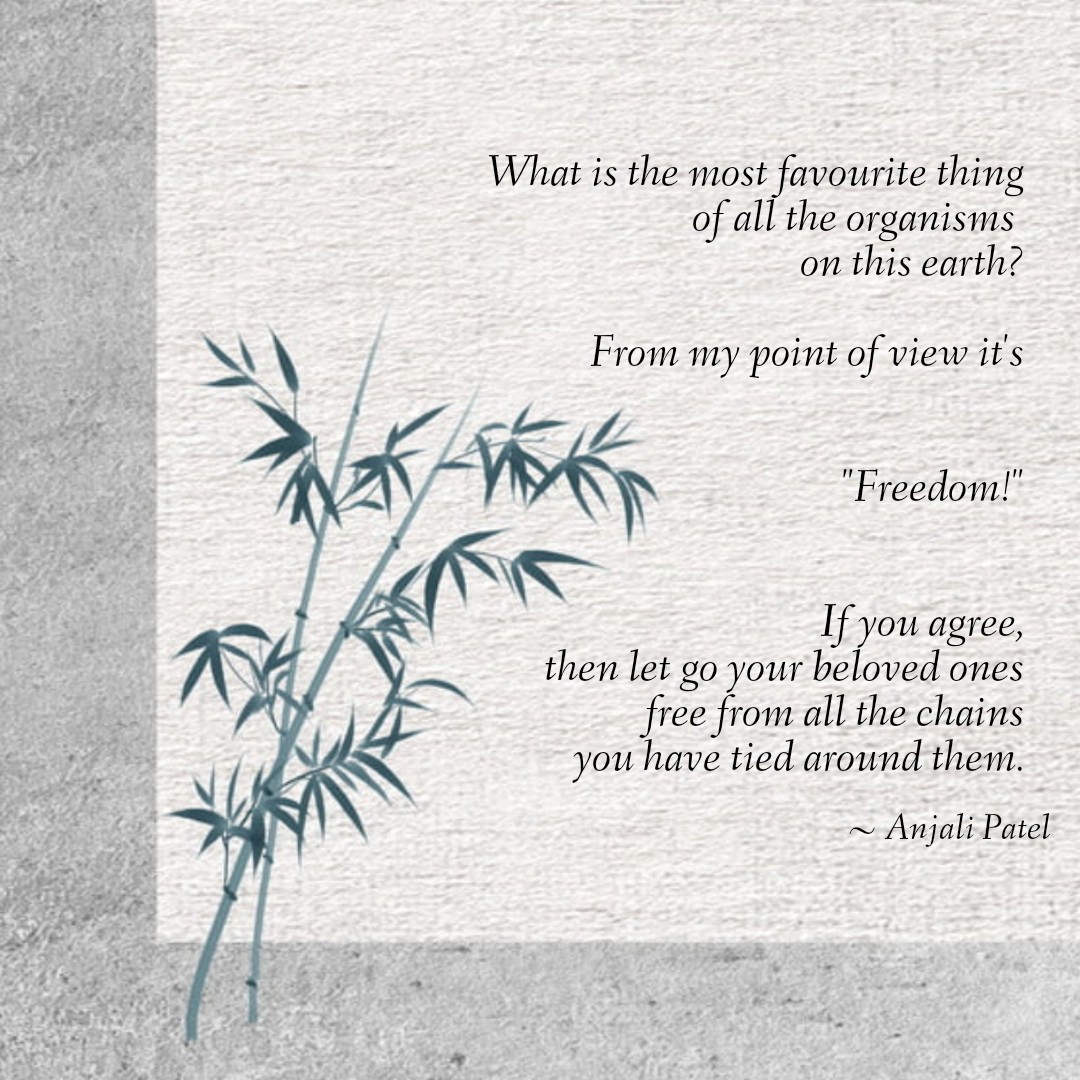 What is the most favourite thing
of all the organisms
on this earth?
From my point of view it's
"Freedom!"
If you agree,
then let go your beloved ones
free from all the chains
you have tied around them.
~ Anjali Patel